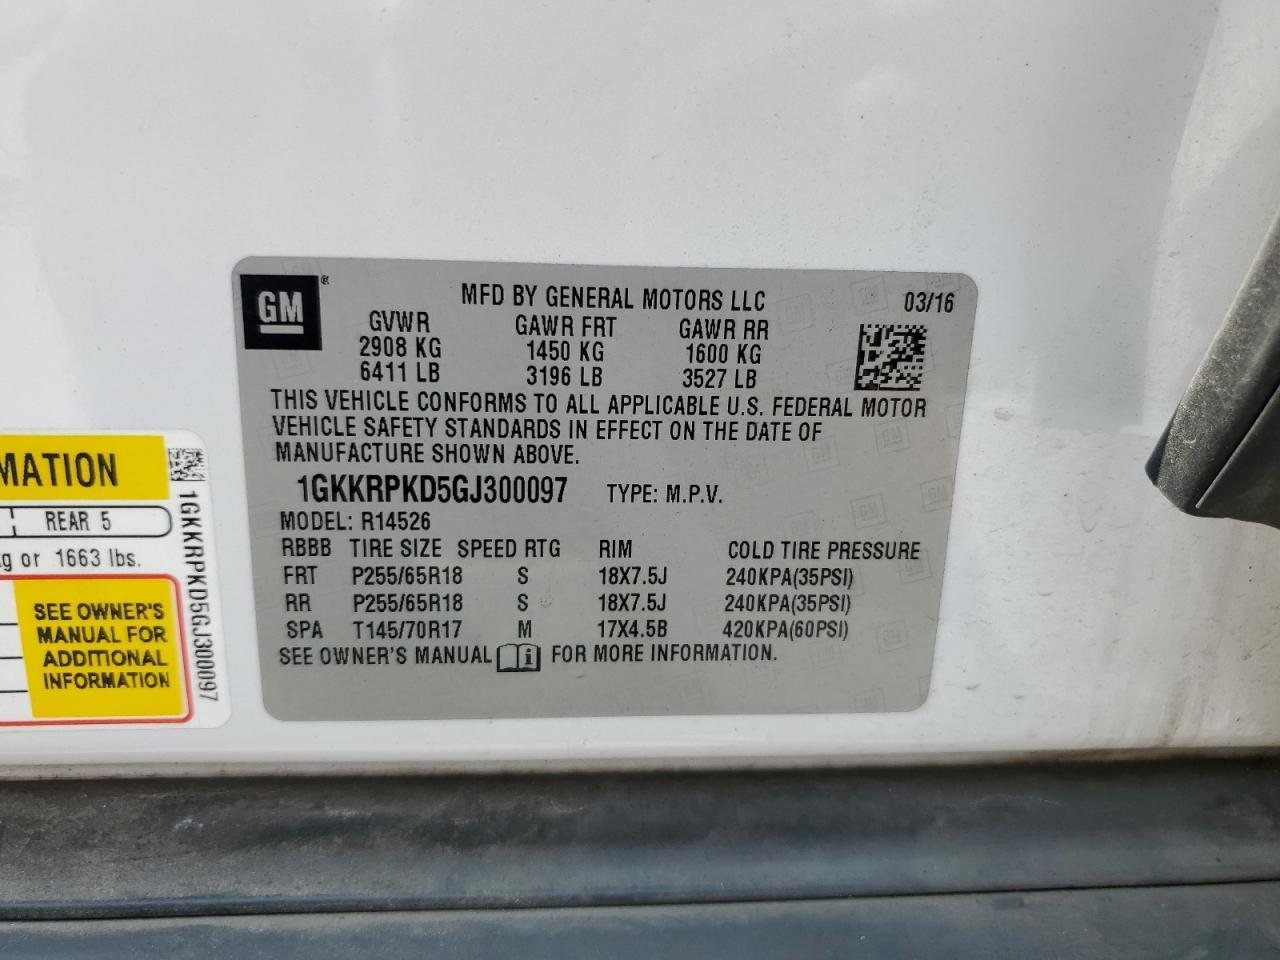 GM ®
MFD BY GENERAL MOTORS LLC 03/16
GVWR GAWR FRT GAWR RR
2908 KG 1450 KG 1600 KG
6411 LB 3196 LB 3527 LB
THIS VEHICLE CONFORMS TO ALL APPLICABLE U.S. FEDERAL MOTOR
VEHICLE SAFETY STANDARDS IN EFFECT ON THE DATE OF
MANUFACTURE SHOWN ABOVE.
1GKKRPKD5GJ300097 TYPE: M.P.V.
MODEL: R14526
RBBB TIRE SIZE SPEED RTG RIM COLD TIRE PRESSURE
FRT P255/65R18 S 18X7.5J 240KPA(35PSI)
RR P255/65R18 S 18X7.5J 240KPA(35PSI)
SPA T145/70R17 M 17X4.5B 420KPA(60PSI)
SEE OWNER'S MANUAL i FOR MORE INFORMATION.
MATION
REAR 5
g or 1663 lbs.
SEE OWNER'S
MANUAL FOR
ADDITIONAL
INFORMATION
1GKKRPKD5GJ300097